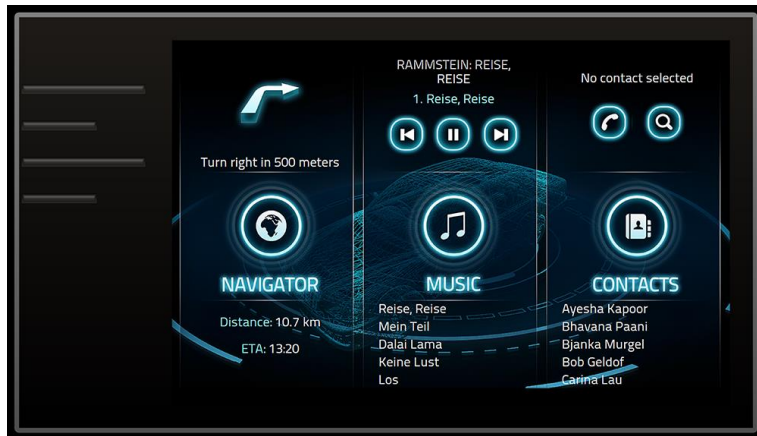 Turn right in 500 meters
NAVIGATOR
Distance: 10.7 km
ETA: 13:20
RAMMSTEIN: REISE,
REISE
1. Reise, Reise
MUSIC
Reise, Reise
Mein Teil
Dalai Lama
Keine Lust
Los
No contact selected
CONTACTS
Ayesha Kapoor
Bhavana Paani
Bjanka Murgel
Bob Geldof
Carina Lau